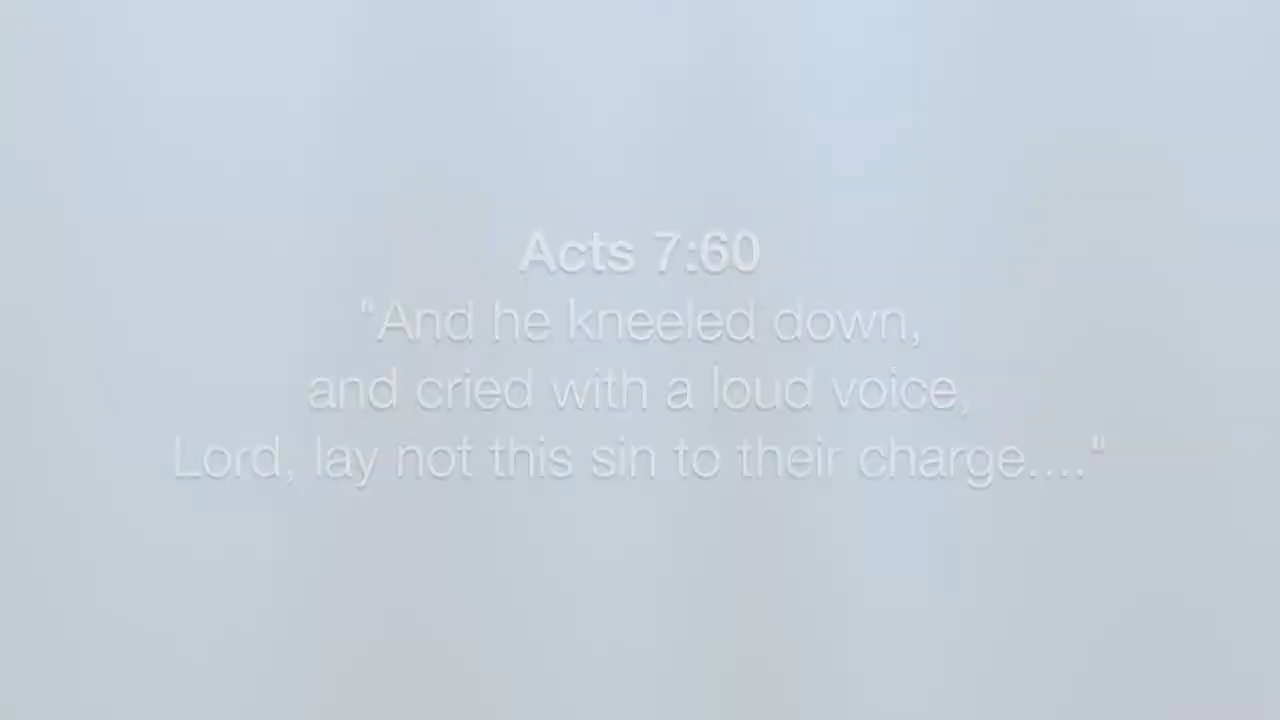 Acts 7:60
"And he kneeled down,
and cried with a loud voice,
Lord, lay not this sin to their charge...."